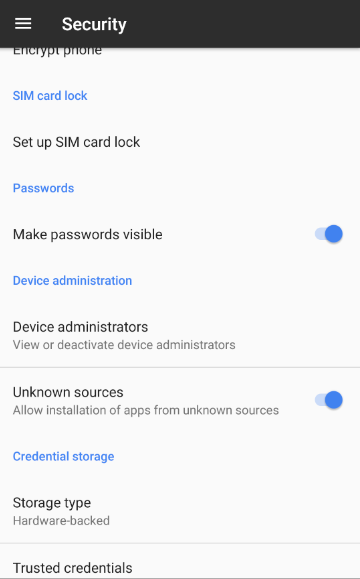 Security
Encrypt phone
SIM card lock
Set up SIM card lock
Passwords
Make passwords visible
Device administration
Device administrators
View or deactivate device administrators
Unknown sources
Allow installation of apps from unknown sources
Credential storage
Storage type
Hardware-backed
Trusted credentials